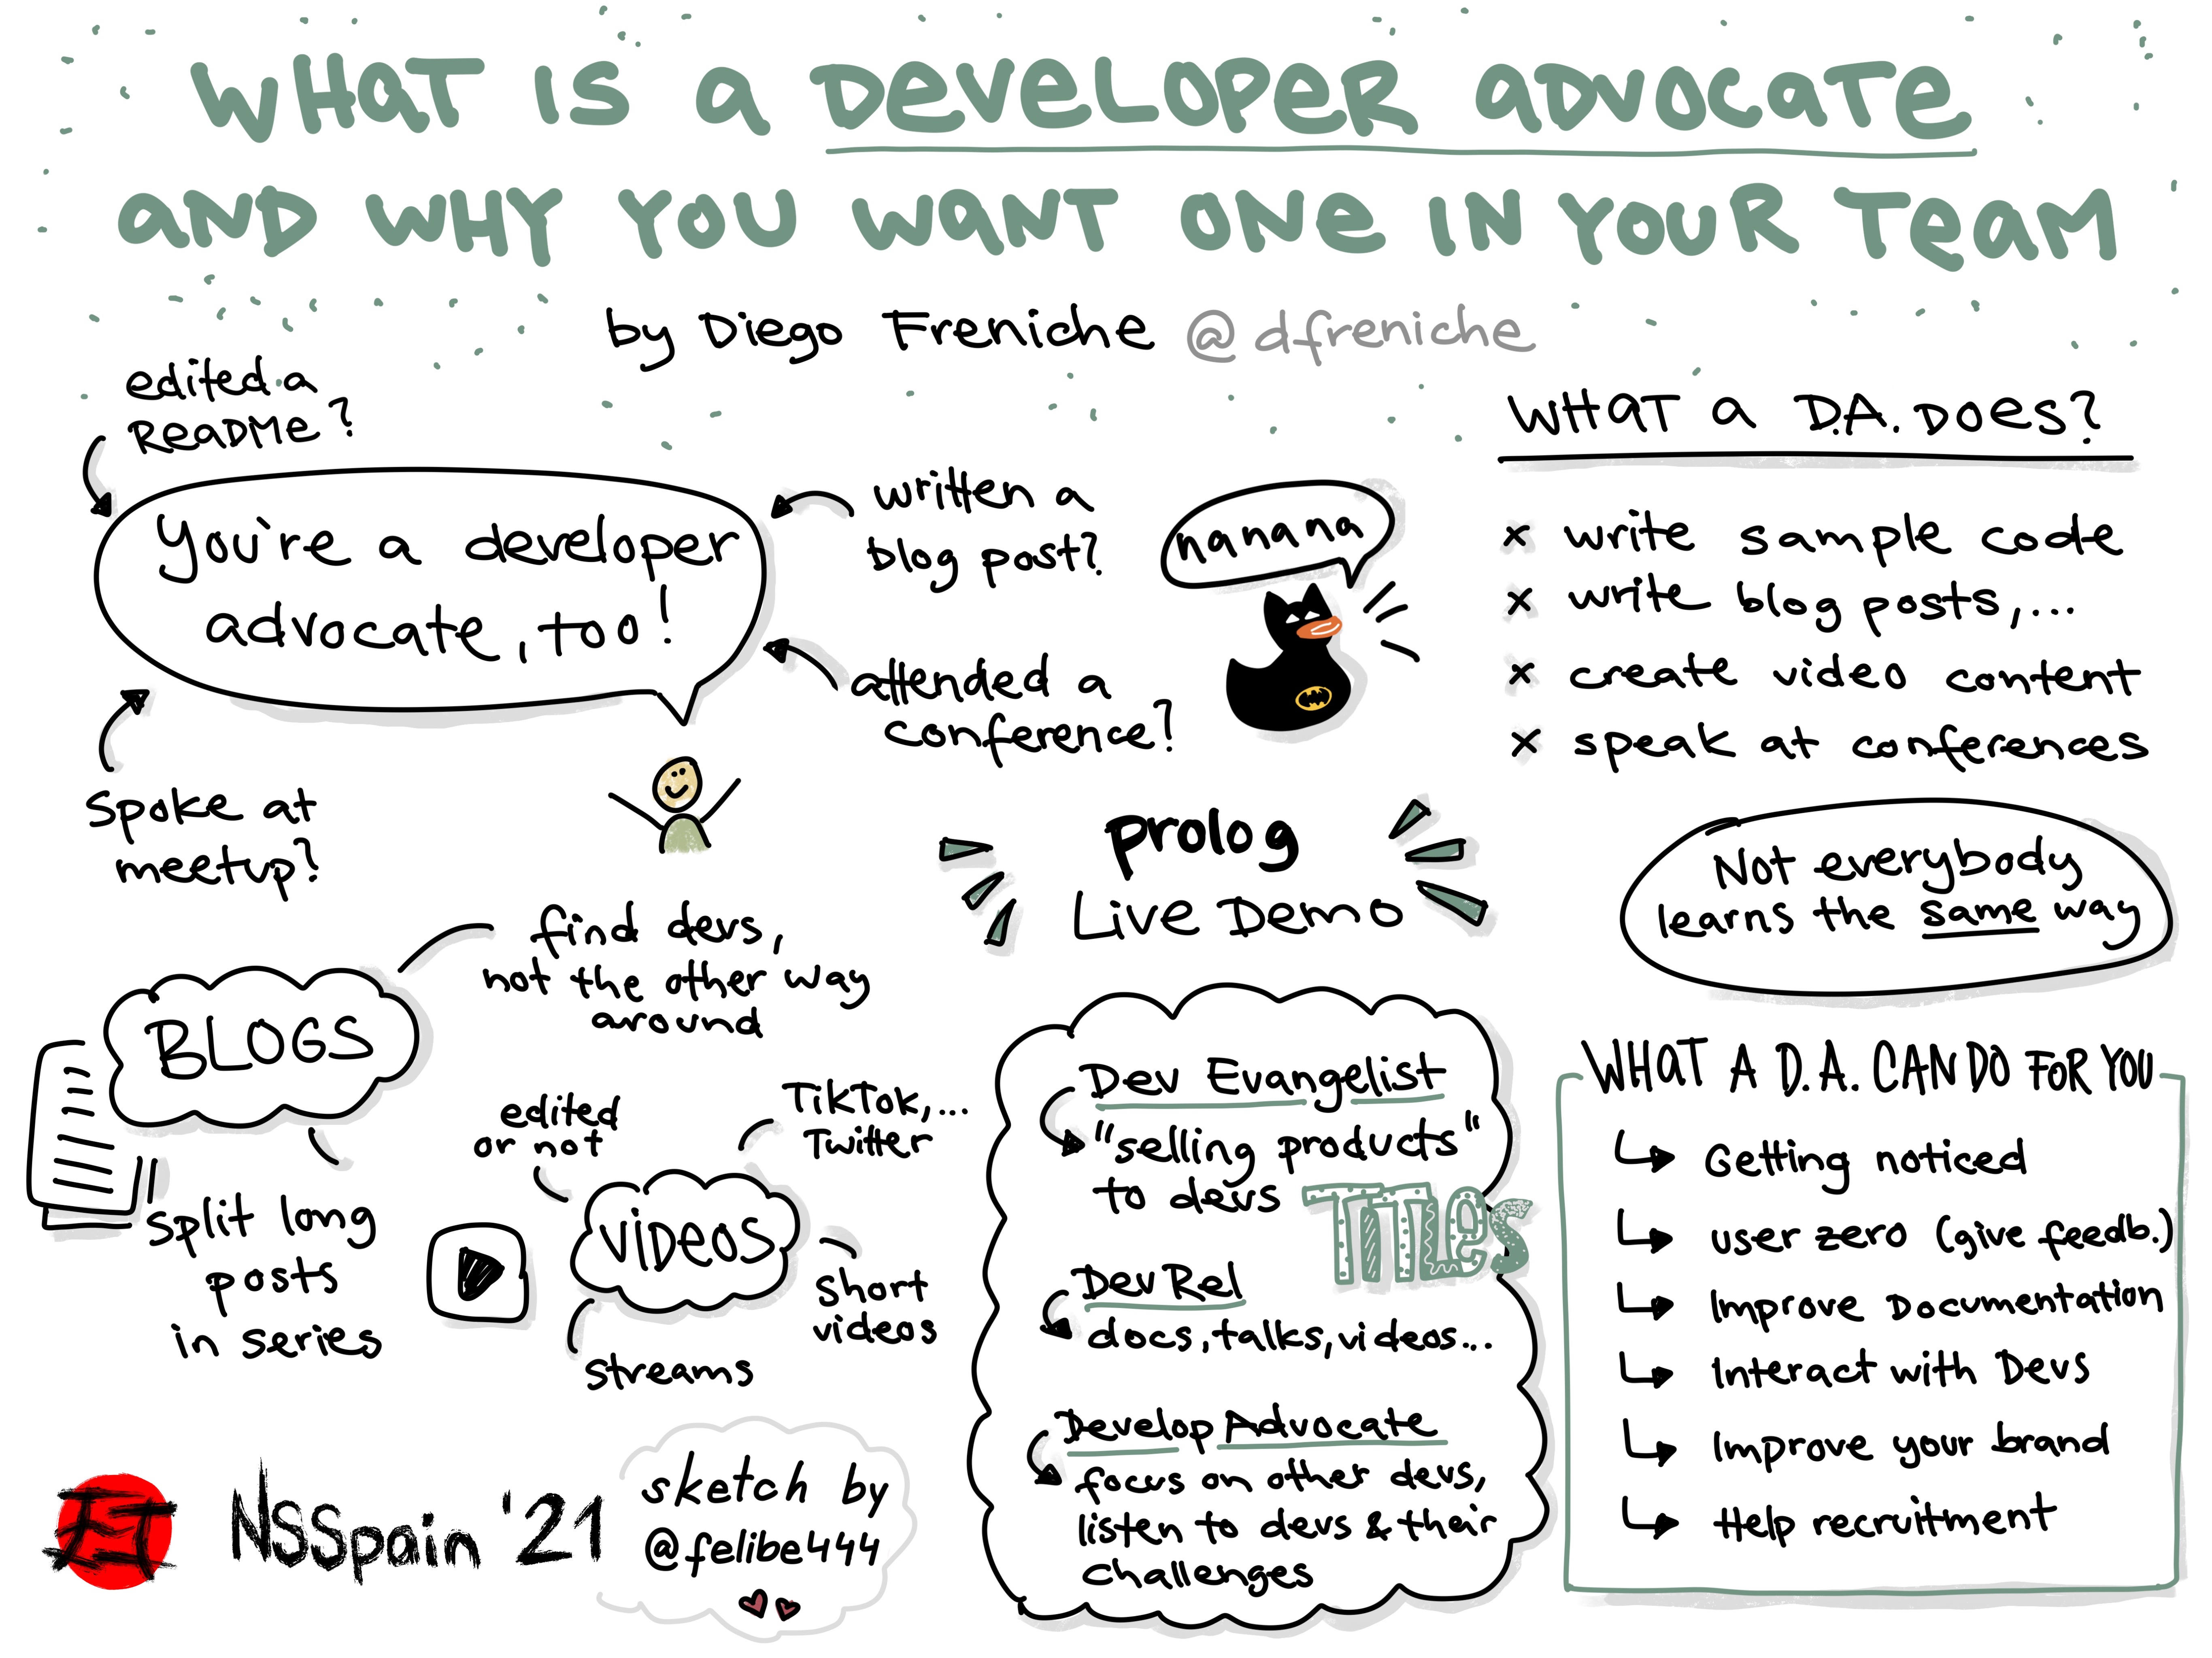 WHAT IS A DEVELOPER ADVOCATE
AND WHY YOU WANT ONE IN YOUR TEAM
by Diego Freniche @dfreniche
edited a
README?
You're a developer
advocate, too!
written a
blog post?
attended a
conference?
spoke at
meetup?
nanana
WHAT a D.A. DOES?
x write sample code
x write blog posts,...
x create video content
x speak at conferences
prolog
Live Demo
Not everybody
learns the same way
find devs,
not the other way
around
BLOGS
split long
posts
in series
edited
or not
TikTok,...
Twitter
VIDEOS
short
videos
streams
Dev Evangelist
"selling products"
to devs
TITLES
DevRel
docs, talks, videos...
Develop Advocate
focus on other devs,
listen to devs & their
challenges
WHAT A D.A. CAN DO FOR YOU
Getting noticed
user zero (give feedb.)
Improve Documentation
Interact with Devs
Improve your brand
Help recruitment
NSSpain '21
sketch by
@felibe444